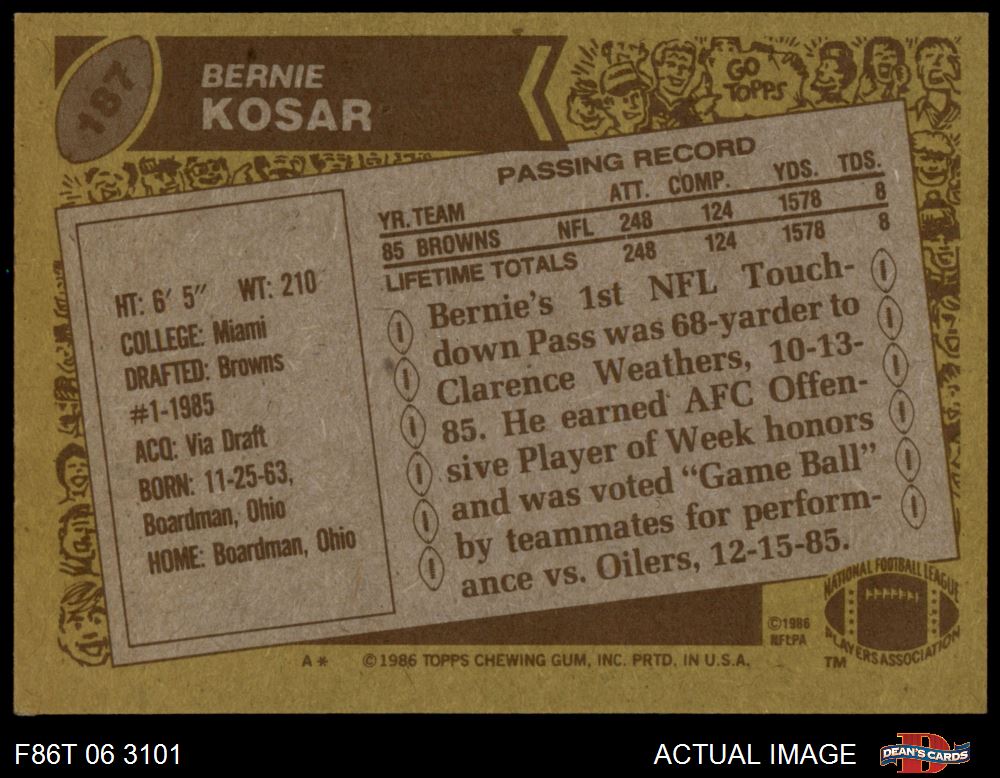 187
BERNIE
KOSAR
GO
TOPPS
PASSING RECORD
YR. TEAM ATT. COMP. YDS. TDS.
85 BROWNS NFL 248 124 1578 8
LIFETIME TOTALS 248 124 1578 8
HT: 6′ 5″ WT: 210
COLLEGE: Miami
DRAFTED: Browns
#1-1985
ACQ: Via Draft
BORN: 11-25-63,
Boardman, Ohio
HOME: Boardman, Ohio
Bernie's 1st NFL Touch-
down Pass was 68-yarder to
Clarence Weathers, 10-13-
85. He earned AFC Offen-
sive Player of Week honors
and was voted “Game Ball”
by teammates for perform-
ance vs. Oilers, 12-15-85.
NATIONAL FOOTBALL LEAGUE
PLAYERS ASSOCIATION
TM
©1986
NFLPA
A* ©1986 TOPPS CHEWING GUM, INC. PRTD. IN U.S.A.
F86T 06 3101 ACTUAL IMAGE
D
DEAN'S CARDS